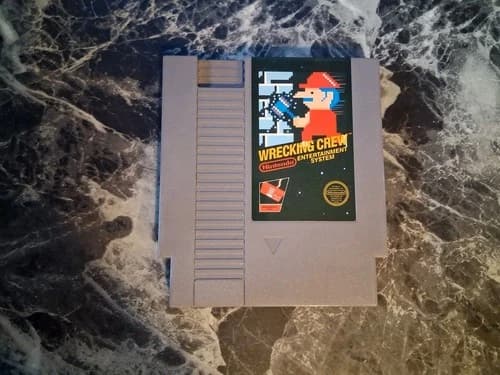 WRECKING CREW
Nintendo
ENTERTAINMENT
SYSTEM